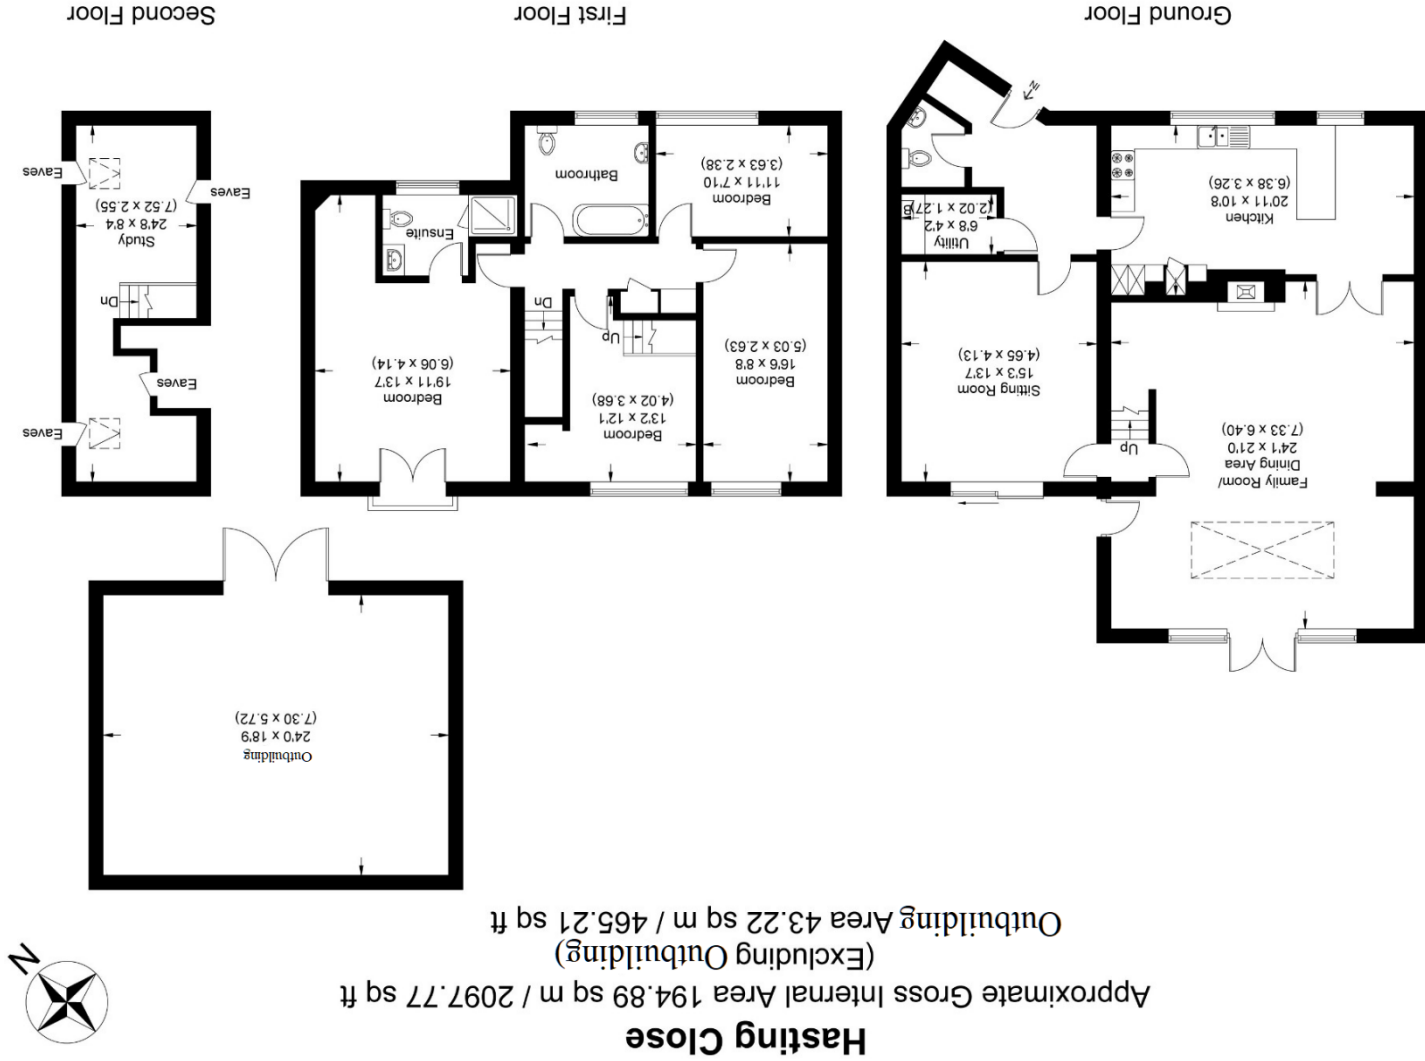 Hasting Close
Approximate Gross Internal Area 194.89 sq m / 2097.77 sq ft
(Excluding Outbuilding)
Outbuilding Area 43.22 sq m / 465.21 sq ft
N
Outbuilding
24'0 x 18'9
(7.30 x 5.72)
Family Room/
Dining Area
24'1 x 21'0
(7.33 x 6.40)
Up
Sitting Room
15'3 x 13'7
(4.65 x 4.13)
Kitchen
20'11 x 10'8
(6.38 x 3.26)
Utility
6'8 x 4'2
(2.02 x 1.27)
B
IN
Ground Floor
Bedroom
13'2 x 12'1
(4.02 x 3.68)
Bedroom
16'6 x 8'8
(5.03 x 2.63)
Bedroom
19'11 x 13'7
(6.06 x 4.14)
Up
Dn
Ensuite
Bathroom
Bedroom
11'11 x 7'10
(3.63 x 2.38)
First Floor
Eaves
Eaves
Dn
Study
24'8 x 8'4
(7.52 x 2.55)
Eaves
Eaves
Second Floor